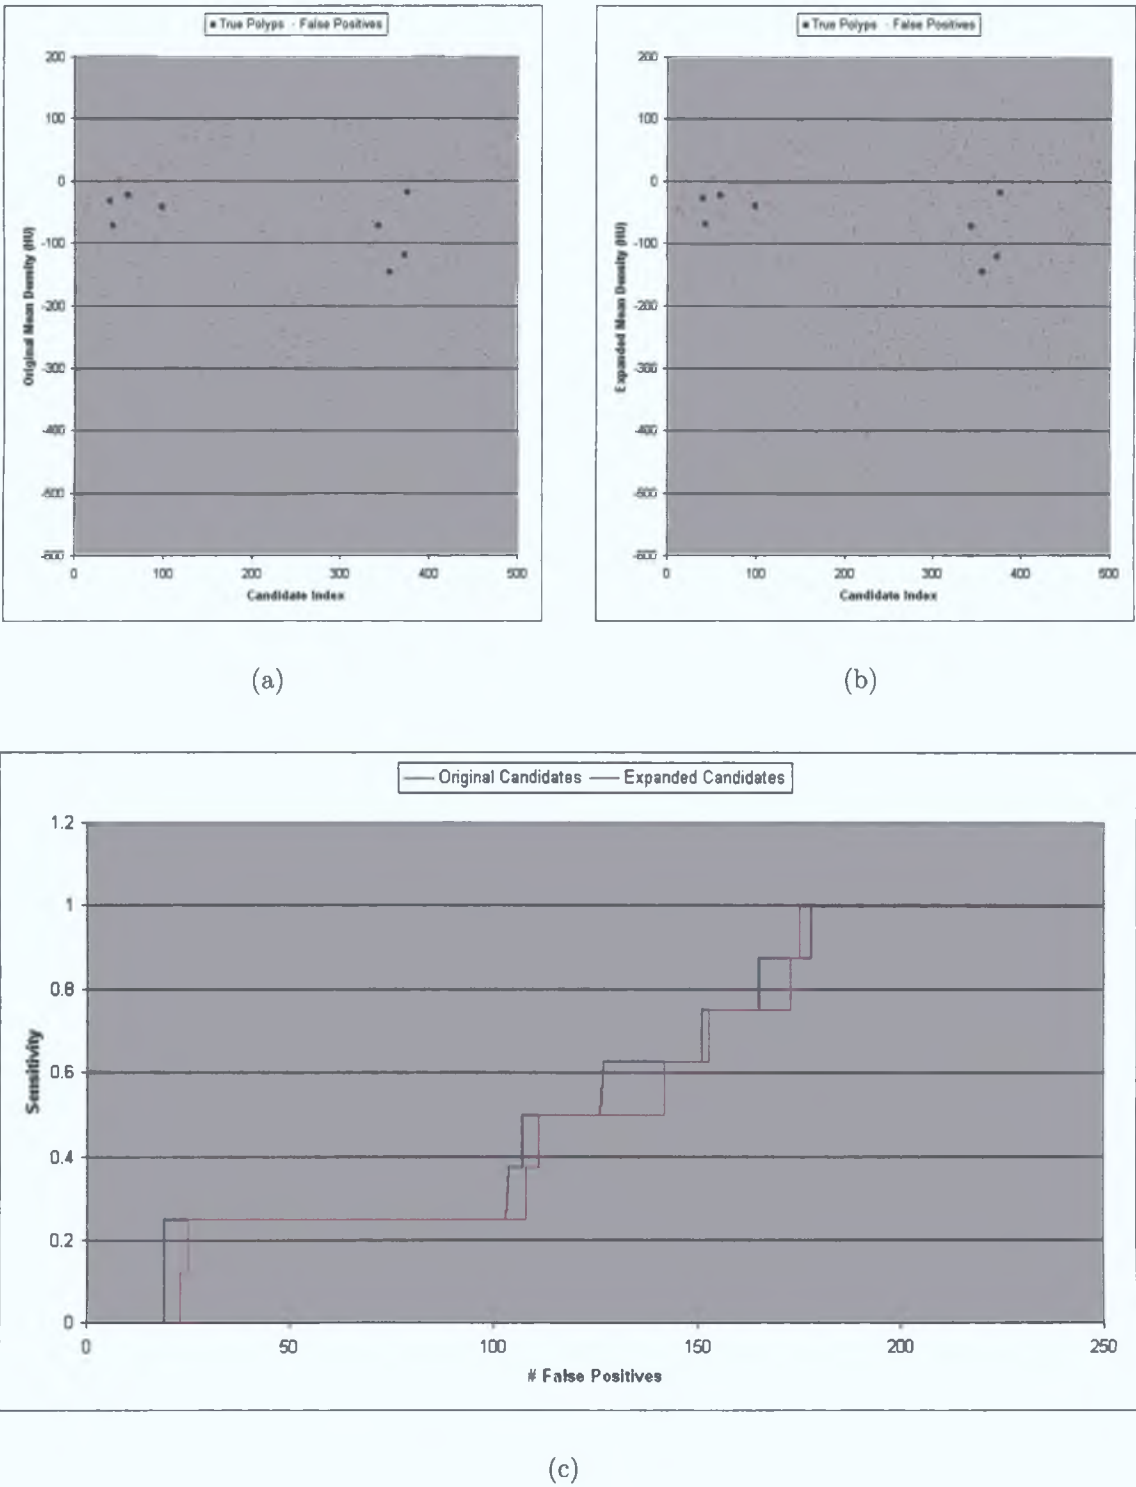 True Polyps False Positives
200
100
0
-100
-200
-300
-400
-500
-600
Original Mean Density (HU)
0 100 200 300 400 500
Candidate Index
(a)
True Polyps False Positives
200
100
0
-100
-200
-300
-400
-500
-600
Expanded Mean Density (HU)
0 100 200 300 400 500
Candidate Index
(b)
Original Candidates Expanded Candidates
1.2
1
0.8
0.6
0.4
0.2
0
Sensitivity
0 50 100 150 200 250
# False Positives
(c)